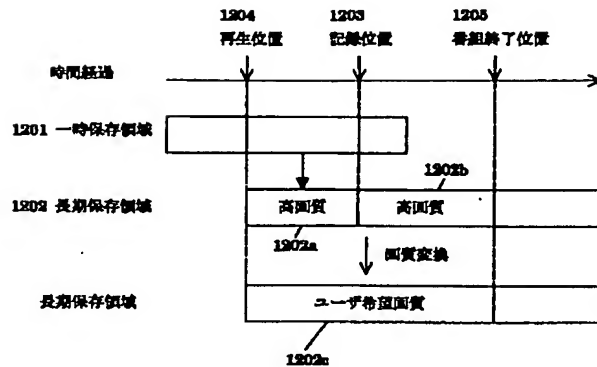 1204
再生位置
1203
記録位置
1205
番組終了位置
時間経過
1201 一時保存領域
1202b
1202 長期保存領域
高画質
高画質
1202a
画質変換
長期保存領域
ユーザ希望画質
1202c